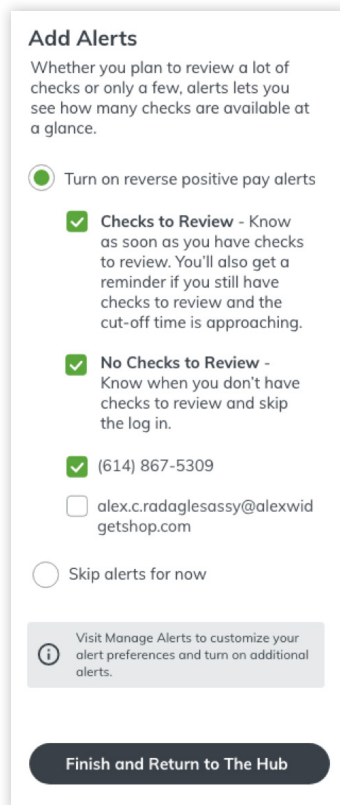 Add Alerts
Whether you plan to review a lot of
checks or only a few, alerts lets you
see how many checks are available at
a glance.
Turn on reverse positive pay alerts
Checks to Review - Know
as soon as you have checks
to review. You'll also get a
reminder if you still have
checks to review and the
cut-off time is approaching.
No Checks to Review -
Know when you don't have
checks to review and skip
the log in.
(614) 867-5309
alex.c.radaglesassy@alexwid
getshop.com
Skip alerts for now
Visit Manage Alerts to customize your
alert preferences and turn on additional
alerts.
Finish and Return to The Hub